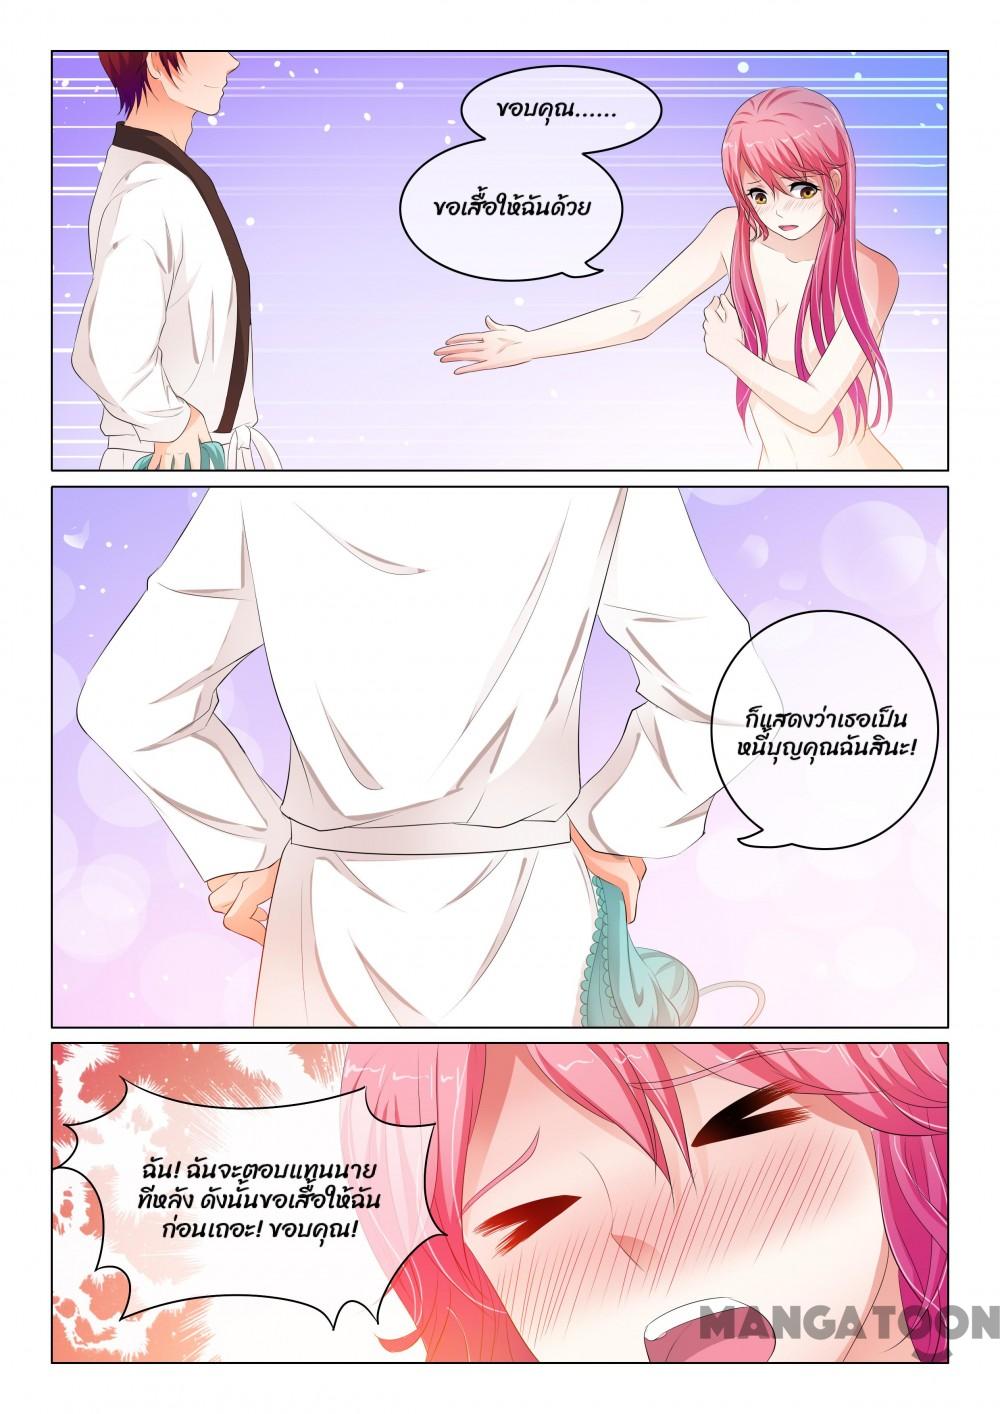 ขอบคุณ......
ขอเสื้อให้ฉันด้วย
ก็แสดงว่าเธอเป็น
หนี้บุญคุณฉันสินะ!
ฉัน! ฉันจะตอบแทนนาย
ทีหลัง ดังนั้นขอเสื้อให้ฉัน
ก่อนเถอะ! ขอบคุณ!
MANGATOON